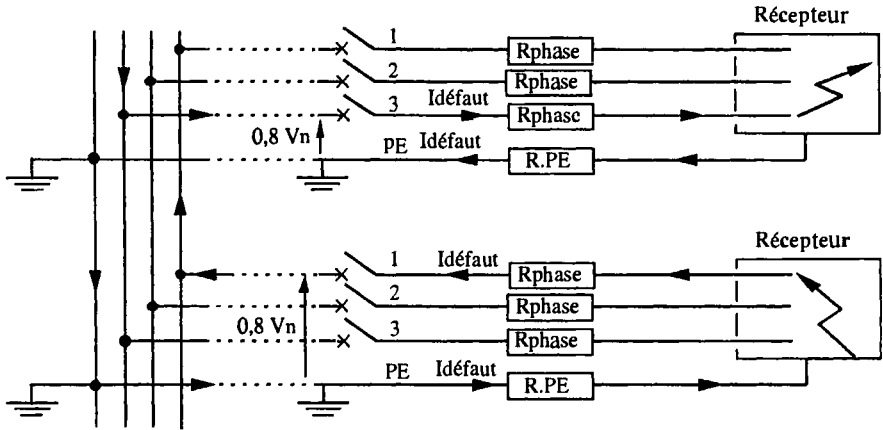 Récepteur
1
Rphase
2
Rphase
3
Idéfaut
Rphase
0,8 Vn
PE
Idéfaut
R.PE
Récepteur
1
Idéfaut
Rphase
2
Rphase
0,8 Vn
3
Rphase
PE
Idéfaut
R.PE